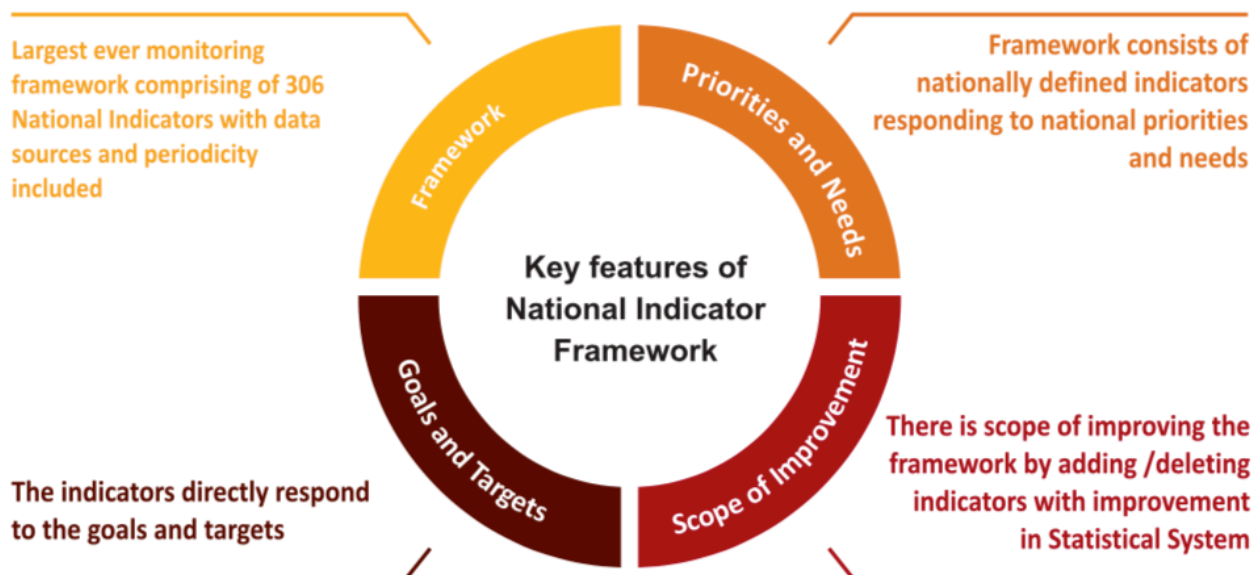 Largest ever monitoring
framework comprising of 306
National Indicators with data
sources and periodicity
included
Framework
Priorities and Needs
Framework consists of
nationally defined indicators
responding to national priorities
and needs
Key features of
National Indicator
Framework
Goals and Targets
The indicators directly respond
to the goals and targets
Scope of Improvement
There is scope of improving the
framework by adding /deleting
indicators with improvement
in Statistical System